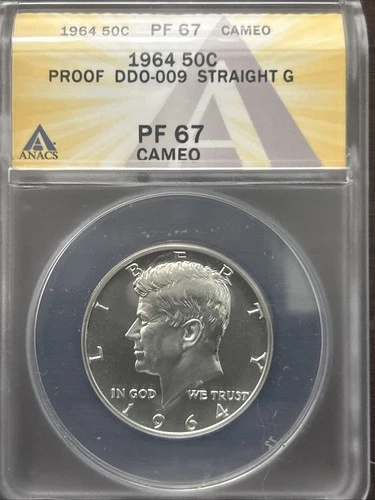 1964 50C PF 67 CAMEO
1964 50C
PROOF DDO-009 STRAIGHT G
PF 67
CAMEO
ANACS
LIBERTY
IN GOD WE TRUST
1964